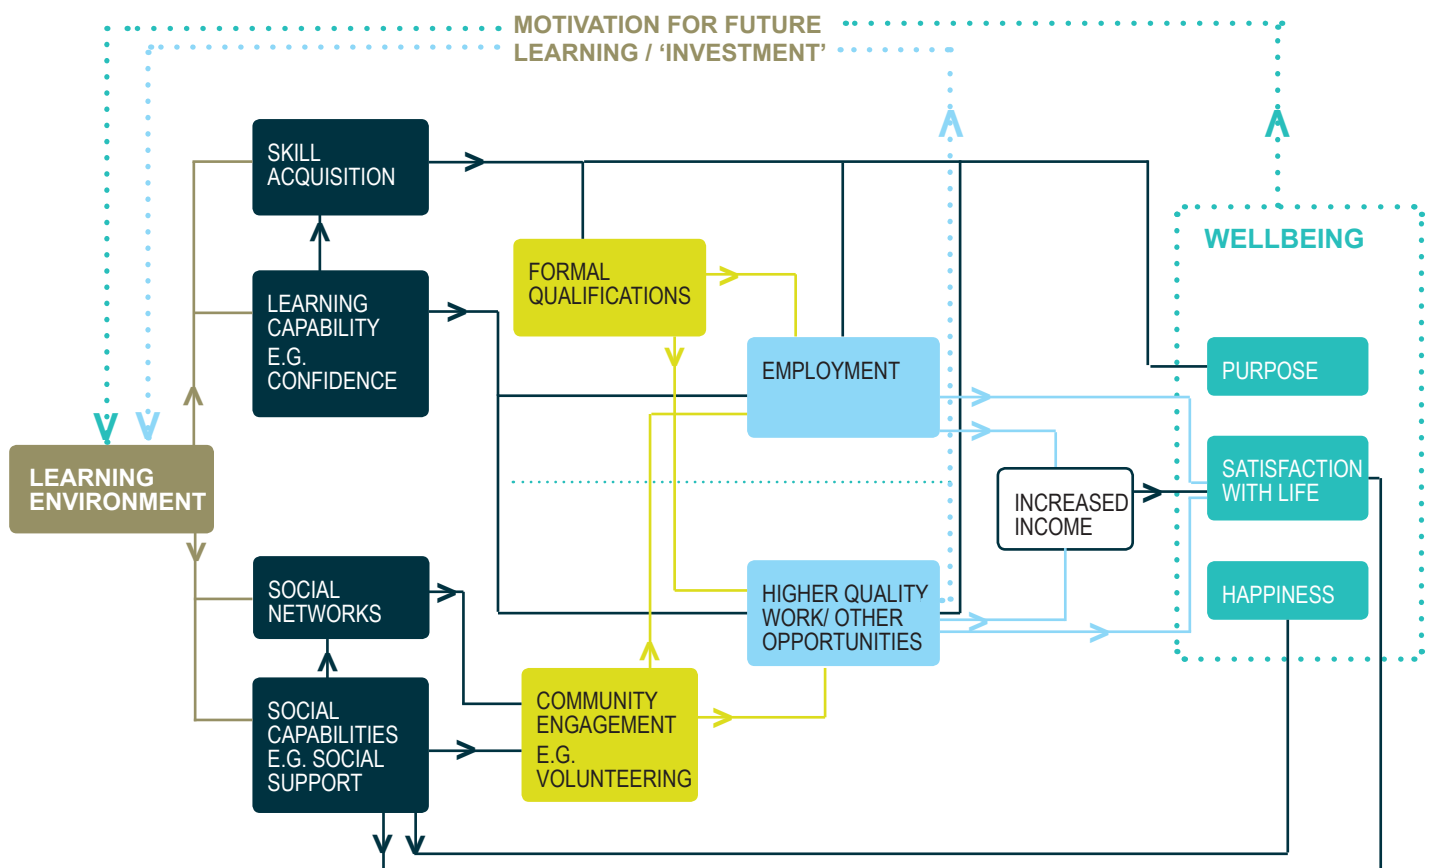 MOTIVATION FOR FUTURE
LEARNING / ‘INVESTMENT’
SKILL
ACQUISITION
LEARNING
CAPABILITY
E.G.
CONFIDENCE
LEARNING
ENVIRONMENT
SOCIAL
NETWORKS
SOCIAL
CAPABILITIES
E.G. SOCIAL
SUPPORT
FORMAL
QUALIFICATIONS
COMMUNITY
ENGAGEMENT
E.G.
VOLUNTEERING
EMPLOYMENT
HIGHER QUALITY
WORK/ OTHER
OPPORTUNITIES
INCREASED
INCOME
WELLBEING
PURPOSE
SATISFACTION
WITH LIFE
HAPPINESS